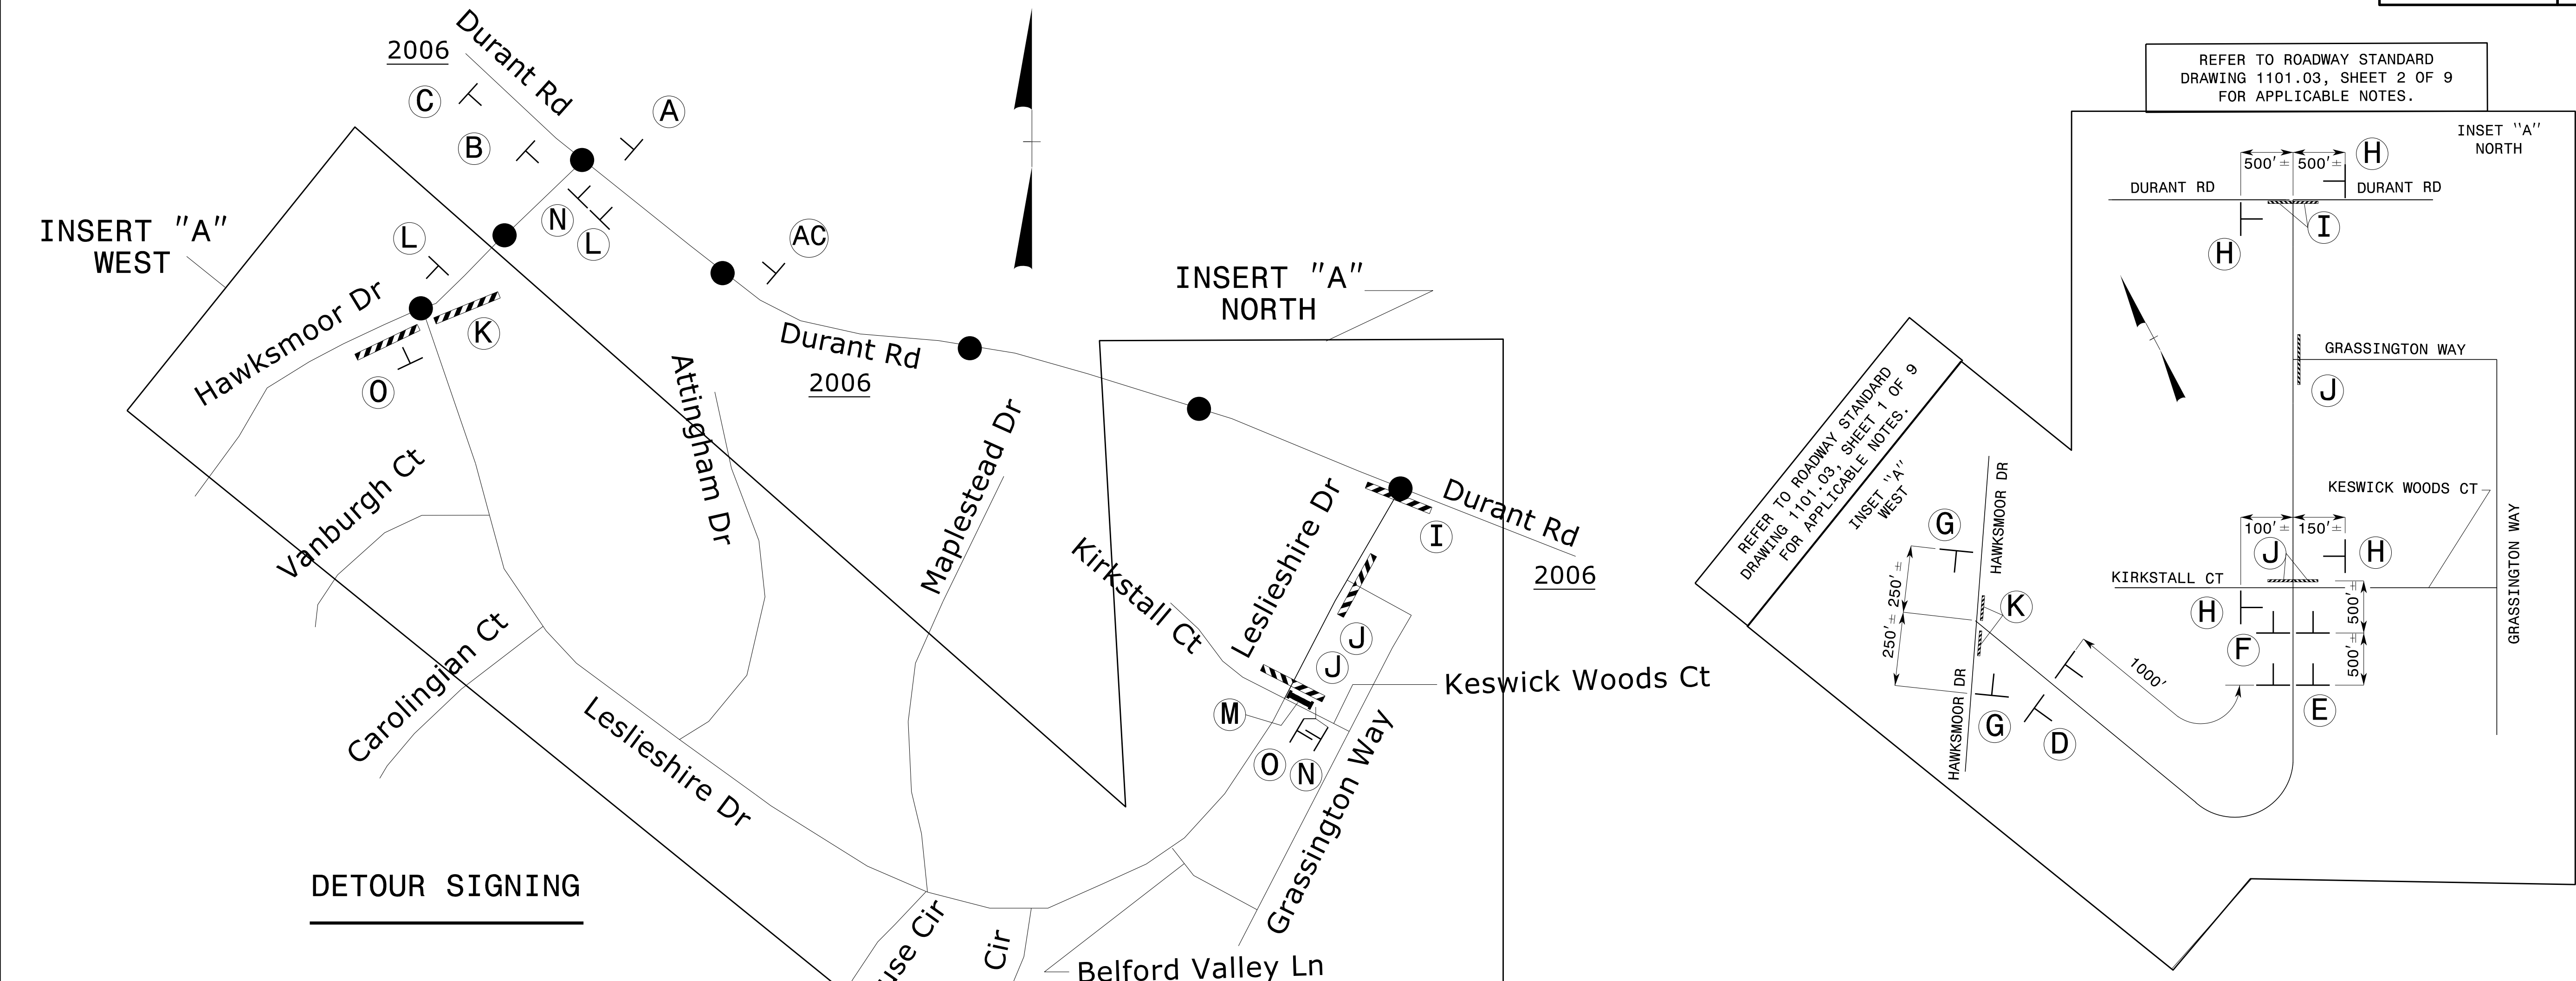 2006
Durant Rd
C
A
B
INSERT "A"
WEST
L
N
L
AC
INSERT "A"
NORTH
Hawksmoor Dr
K
O
Durant Rd
2006
Attingham Dr
Maplestead Dr
Vanburgh Ct
Carolingian Ct
Kirkstall Ct
Leslieshire Dr
Durant Rd
I
2006
J
J
Keswick Woods Ct
M
O
N
Leslieshire Dr
Grassington Way
DETOUR SIGNING
use Cir
Cir
Belford Valley Ln
REFER TO ROADWAY STANDARD
DRAWING 1101.03, SHEET 2 OF 9
FOR APPLICABLE NOTES.
INSET "A"
NORTH
500'± 500'±
H
DURANT RD
DURANT RD
H
I
GRASSINGTON WAY
J
REFER TO ROADWAY STANDARD
DRAWING 1101.03, SHEET 1 OF 9
FOR APPLICABLE NOTES.
INSET "A"
WEST
HAWKSMOOR DR
G
250'±
250'±
K
HAWKSMOOR DR
G
D
1000'
KESWICK WOODS CT
GRASSINGTON WAY
100'± 150'±
J
H
KIRKSTALL CT
H
500'±
F
500'±
E